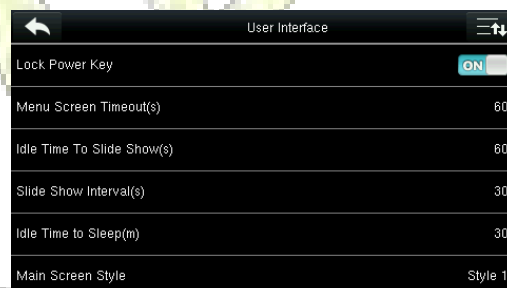 User Interface
Lock Power Key ON
Menu Screen Timeout(s) 60
Idle Time To Slide Show(s) 60
Slide Show Interval(s) 30
Idle Time to Sleep(m) 30
Main Screen Style Style 1